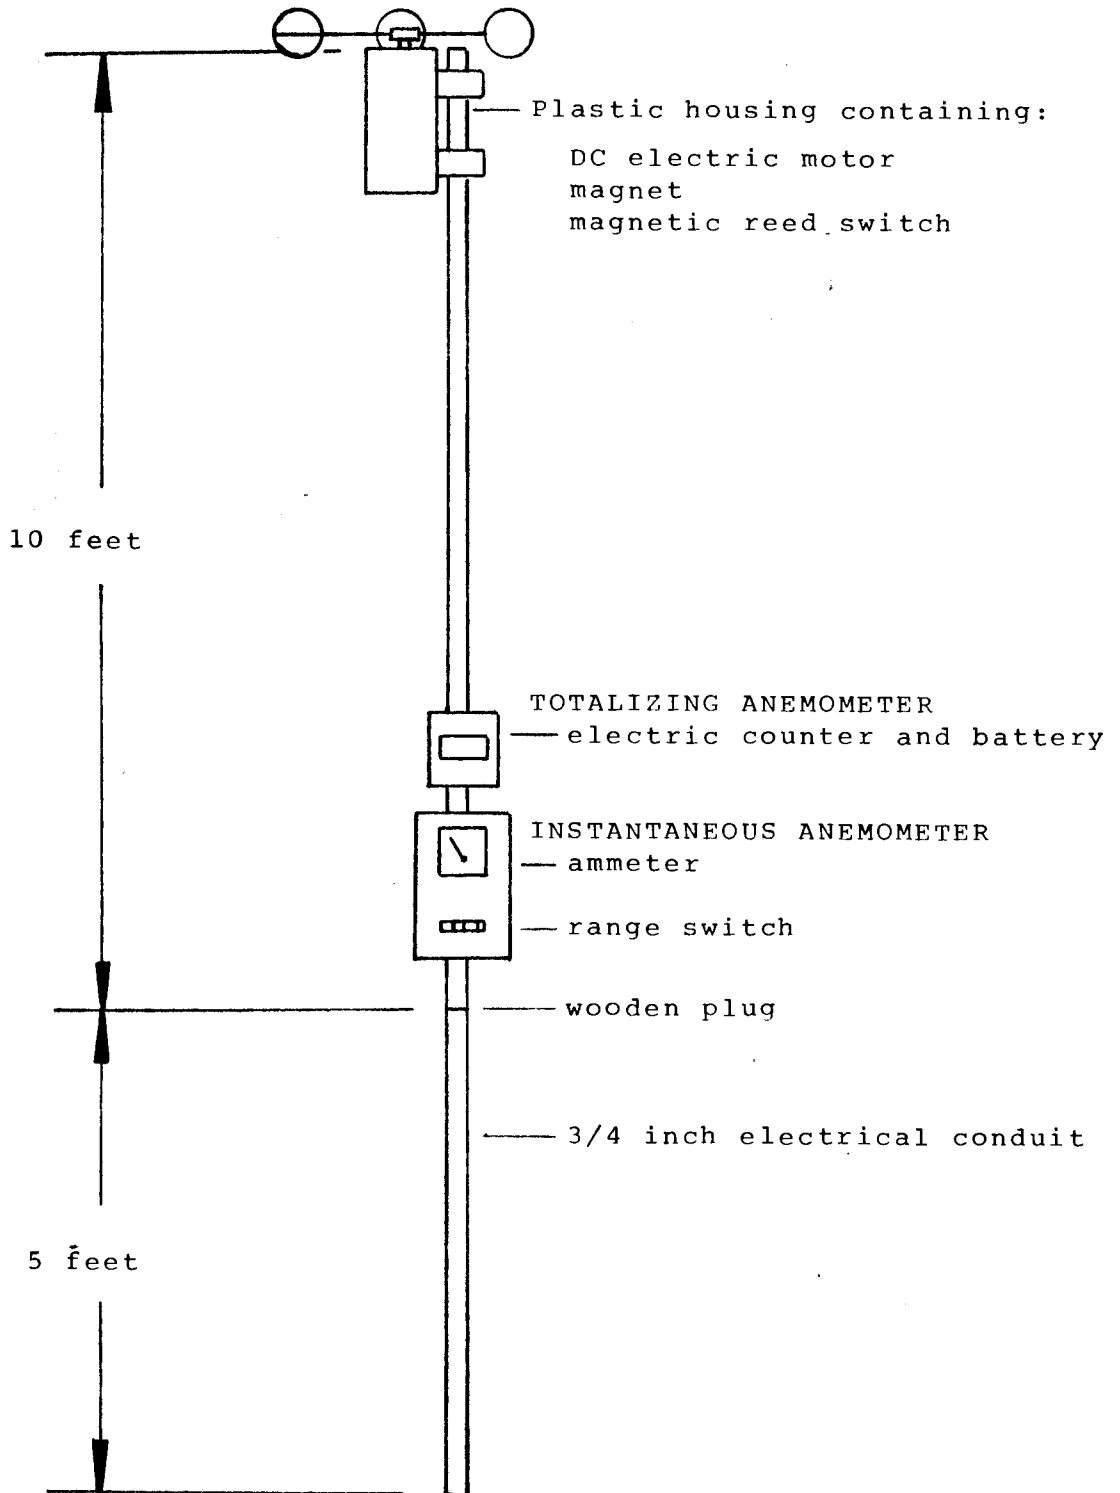 Plastic housing containing:
DC electric motor
magnet
magnetic reed switch
10 feet
TOTALIZING ANEMOMETER
electric counter and battery
INSTANTANEOUS ANEMOMETER
ammeter
range switch
wooden plug
3/4 inch electrical conduit
5 feet